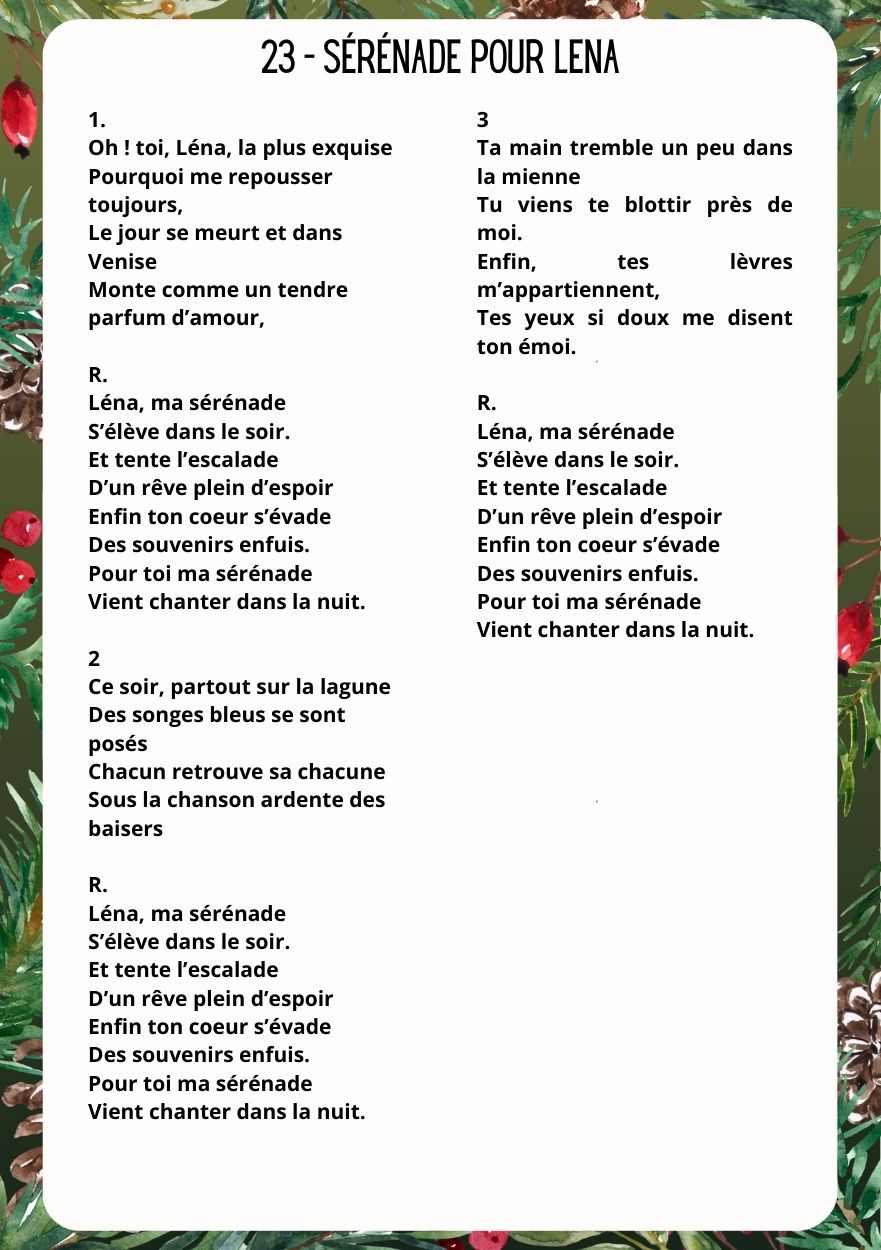 23 - SÉRÉNADE POUR LENA
1.
Oh ! toi, Léna, la plus exquise
Pourquoi me repousser
toujours,
Le jour se meurt et dans
Venise
Monte comme un tendre
parfum d’amour,
R.
Léna, ma sérénade
S’élève dans le soir.
Et tente l’escalade
D’un rêve plein d’espoir
Enfin ton coeur s’évade
Des souvenirs enfuis.
Pour toi ma sérénade
Vient chanter dans la nuit.
2
Ce soir, partout sur la lagune
Des songes bleus se sont
posés
Chacun retrouve sa chacune
Sous la chanson ardente des
baisers
R.
Léna, ma sérénade
S’élève dans le soir.
Et tente l’escalade
D’un rêve plein d’espoir
Enfin ton coeur s’évade
Des souvenirs enfuis.
Pour toi ma sérénade
Vient chanter dans la nuit.
3
Ta main tremble un peu dans
la mienne
Tu viens te blottir près de
moi.
Enfin, tes lèvres
m’appartiennent,
Tes yeux si doux me disent
ton émoi.
R.
Léna, ma sérénade
S’élève dans le soir.
Et tente l’escalade
D’un rêve plein d’espoir
Enfin ton coeur s’évade
Des souvenirs enfuis.
Pour toi ma sérénade
Vient chanter dans la nuit.